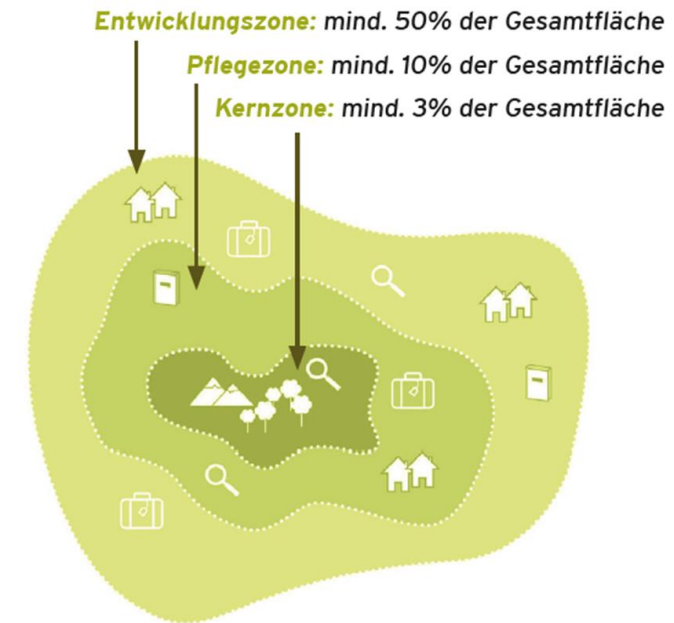 Entwicklungszone: mind. 50% der Gesamtfläche
Pflegezone: mind. 10% der Gesamtfläche
Kernzone: mind. 3% der Gesamtfläche